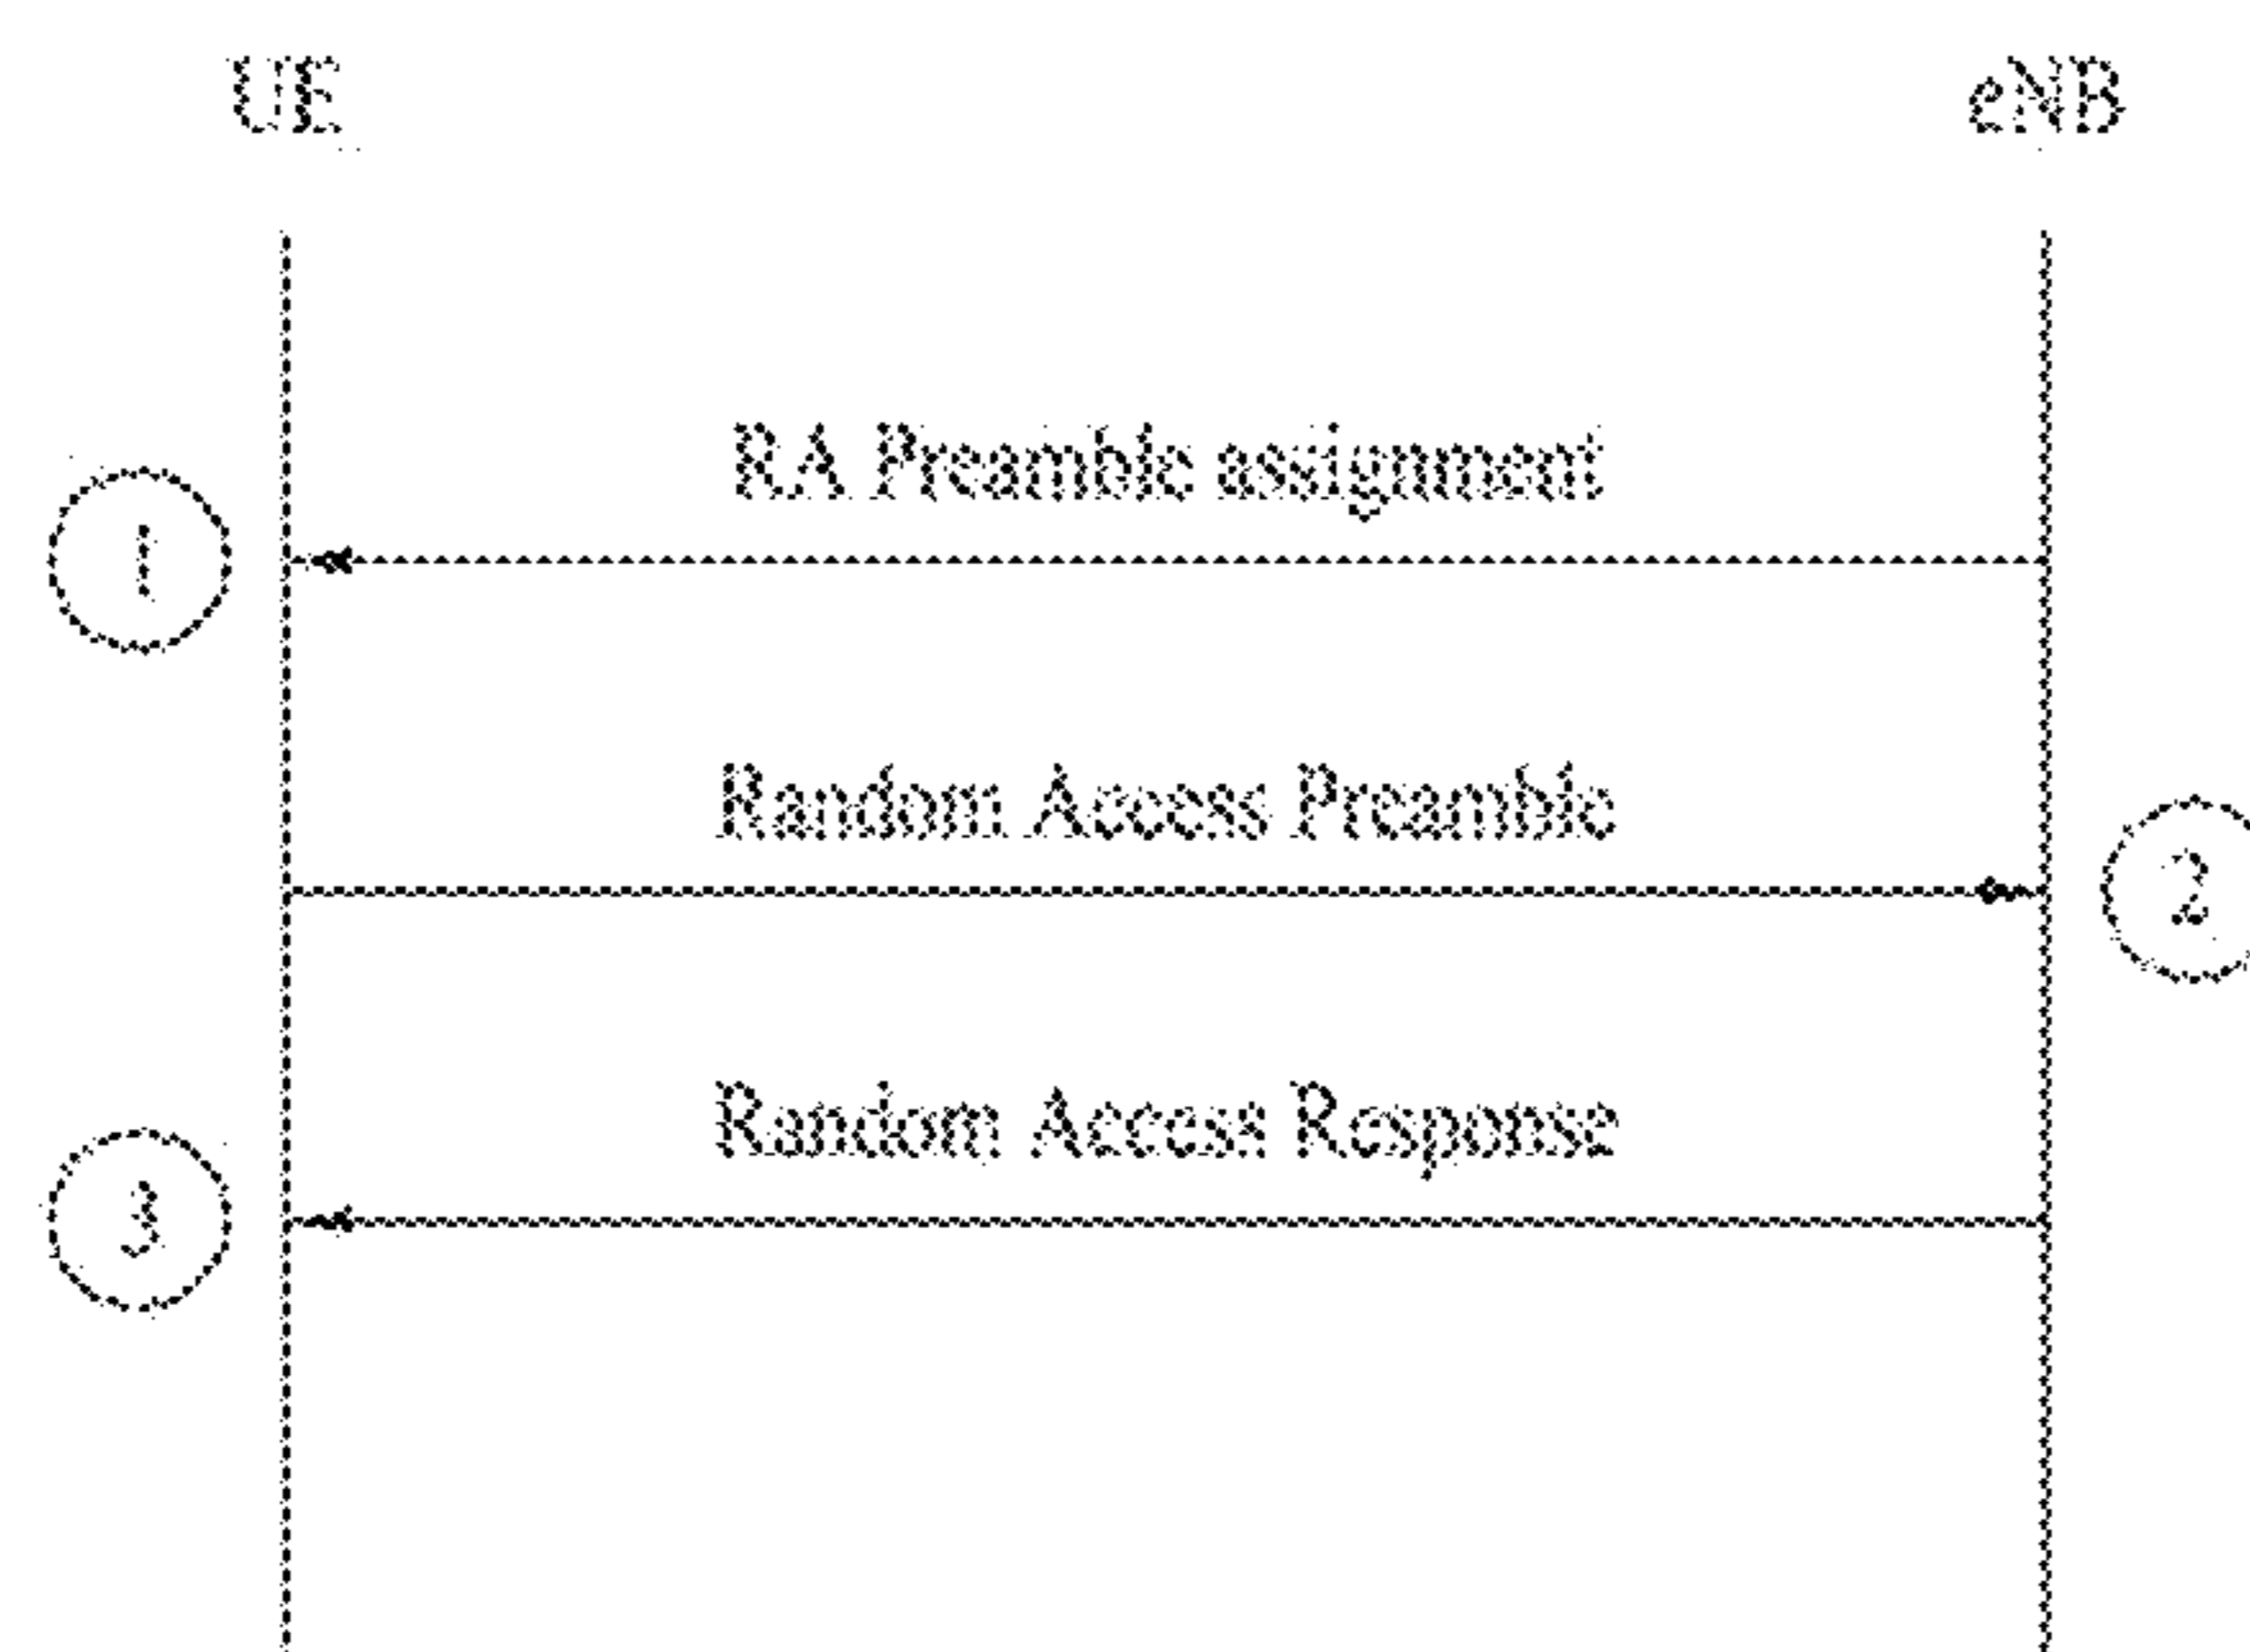 UE eNB
RA Preamble assignment
1
Random Access Preamble
2
Random Access Response
3